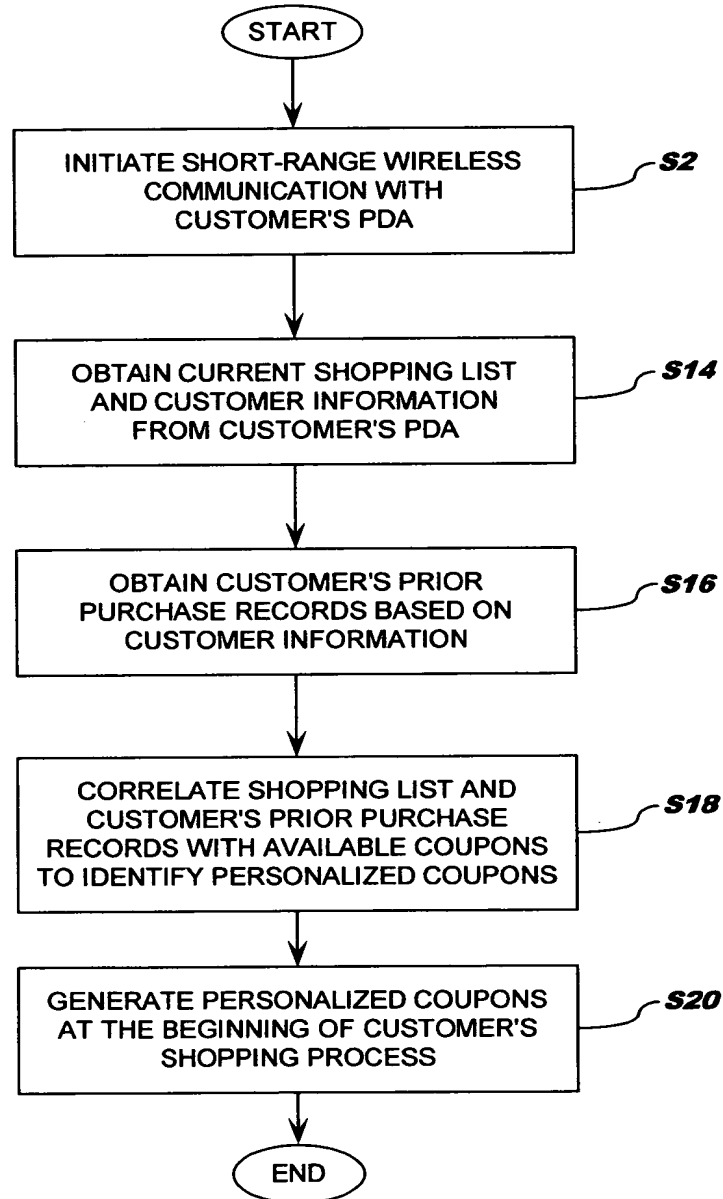 START
INITIATE SHORT-RANGE WIRELESS
COMMUNICATION WITH
CUSTOMER'S PDA
S2
OBTAIN CURRENT SHOPPING LIST
AND CUSTOMER INFORMATION
FROM CUSTOMER'S PDA
S14
OBTAIN CUSTOMER'S PRIOR
PURCHASE RECORDS BASED ON
CUSTOMER INFORMATION
S16
CORRELATE SHOPPING LIST AND
CUSTOMER'S PRIOR PURCHASE
RECORDS WITH AVAILABLE COUPONS
TO IDENTIFY PERSONALIZED COUPONS
S18
GENERATE PERSONALIZED COUPONS
AT THE BEGINNING OF CUSTOMER'S
SHOPPING PROCESS
S20
END